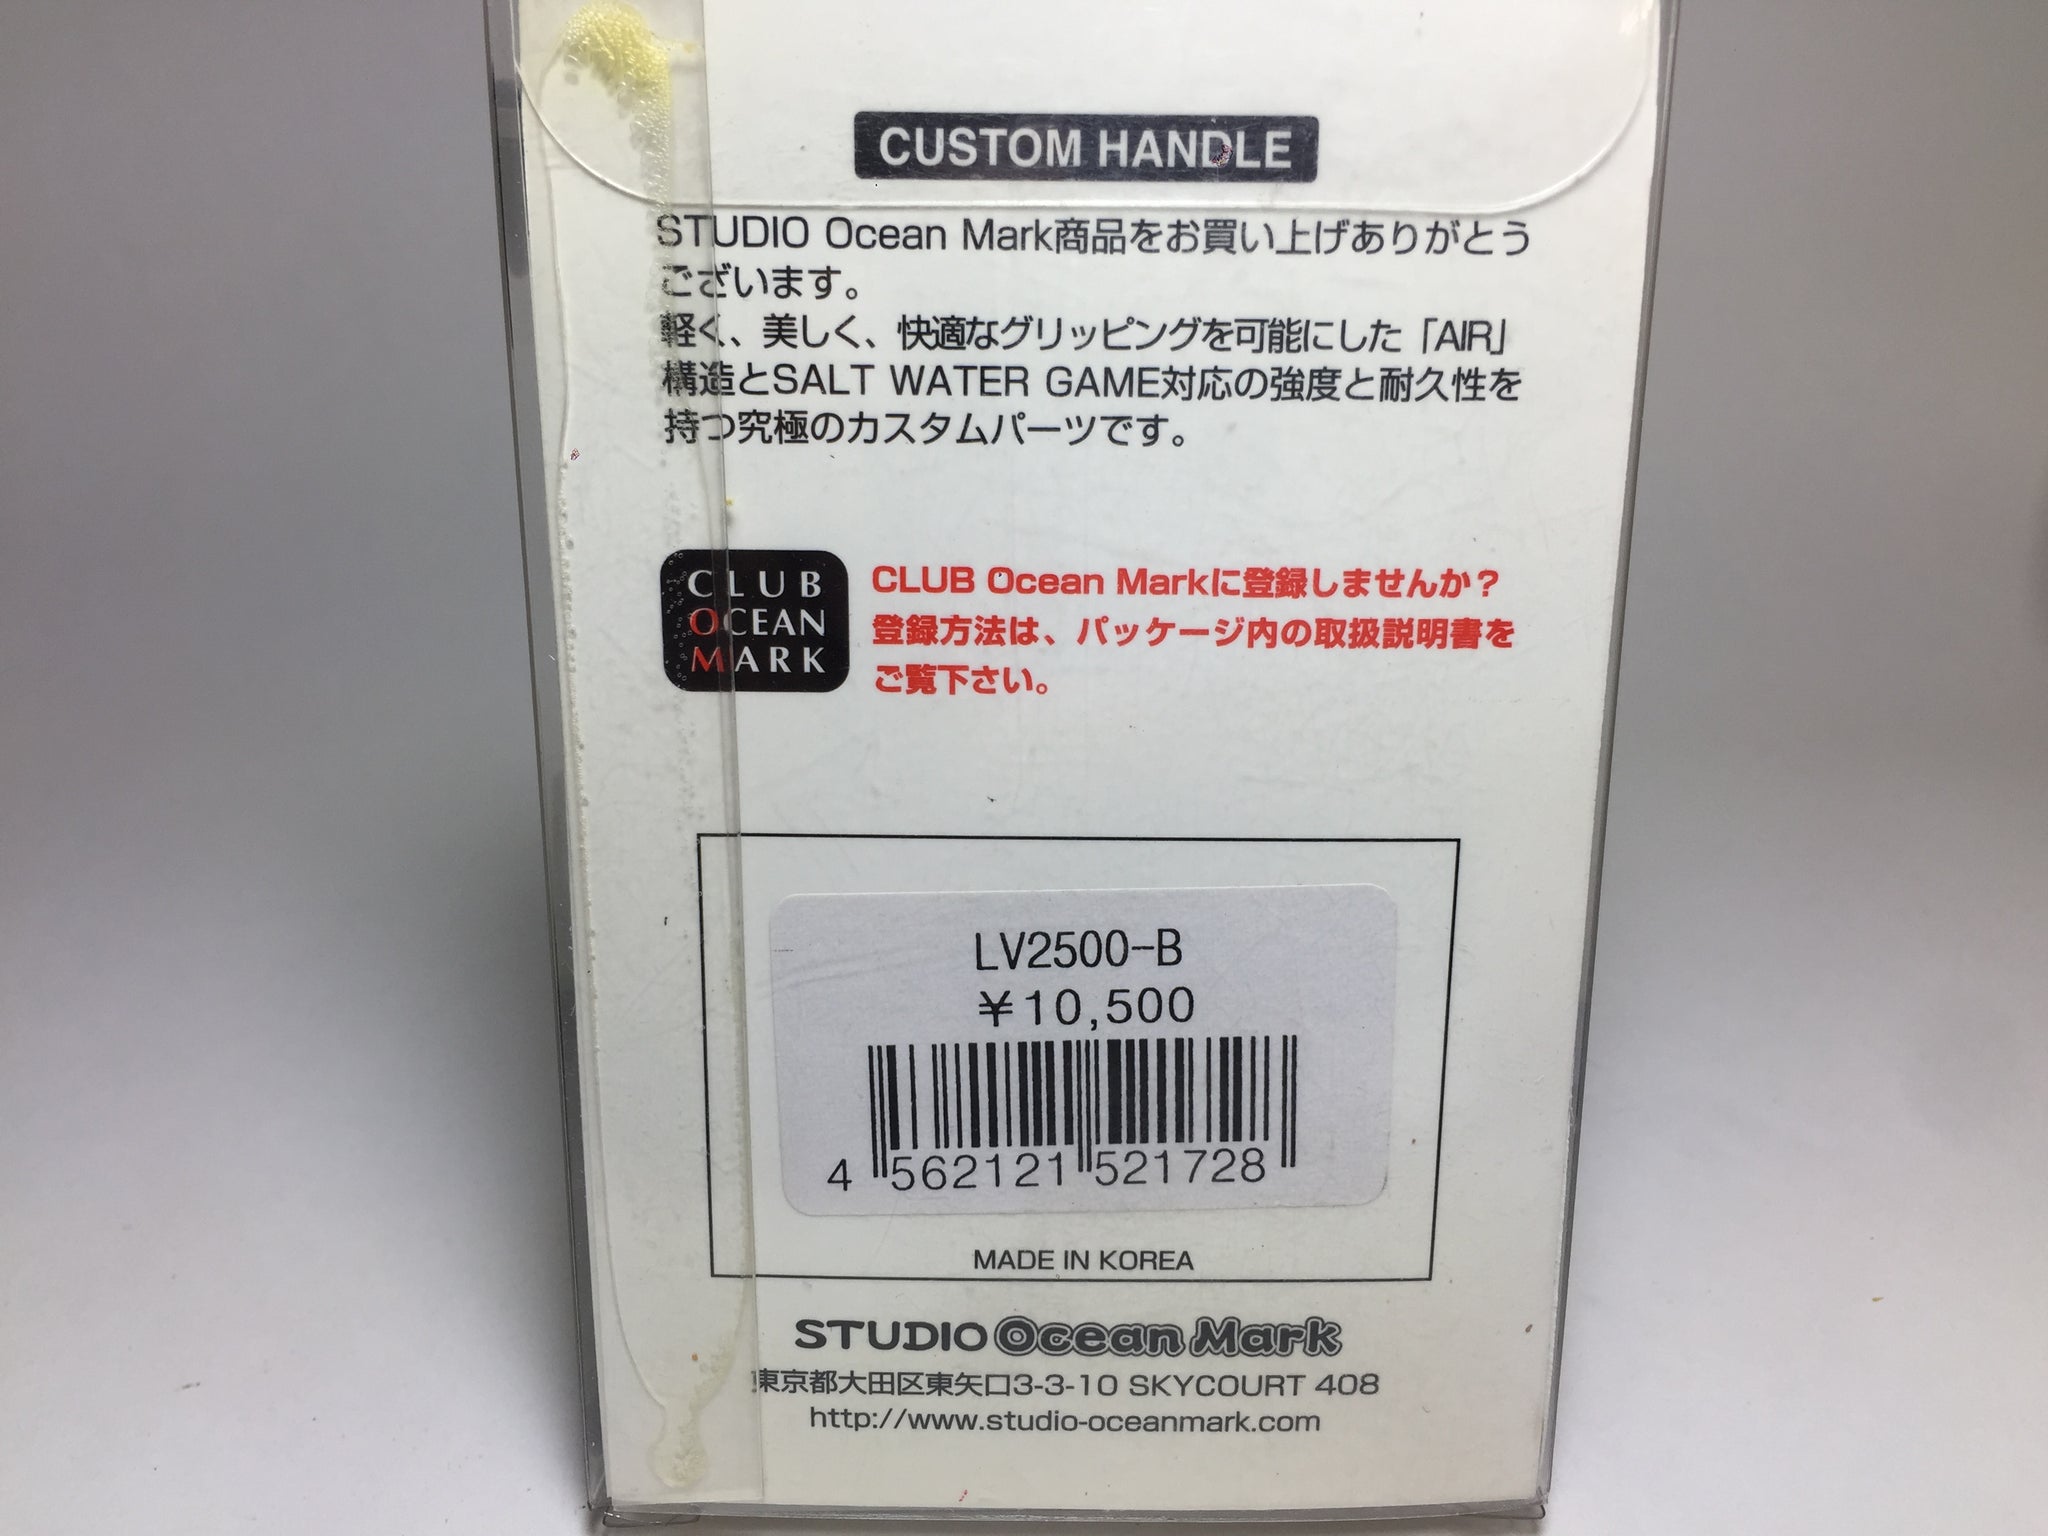 CUSTOM HANDLE
STUDIO Ocean Mark商品をお買い上げありがとう
ございます。
軽く、美しく、快適なグリッピングを可能にした「AIR」
構造とSALT WATER GAME対応の強度と耐久性を
持つ究極のカスタムパーツです。
CLUB
OCEAN
MARK
CLUB Ocean Markに登録しませんか？
登録方法は、パッケージ内の取扱説明書を
ご覧下さい。
LV2500-B
￥10,500
4 562121 521728
MADE IN KOREA
STUDIO Ocean Mark
東京都大田区東矢口3-3-10 SKYCOURT 408
http://www.studio-oceanmark.com